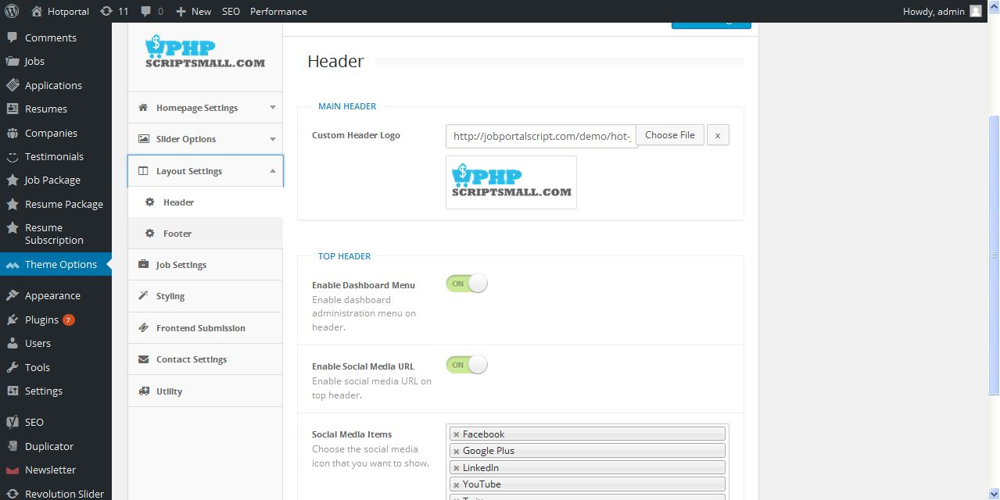 Hotportal
11
0
New
SEO
Performance
Howdy, admin
Comments
Jobs
Applications
Resumes
Companies
Testimonials
Job Package
Resume Package
Resume
Subscription
Theme Options
Appearance
Plugins 7
Users
Tools
Settings
SEO
Duplicator
Newsletter
Revolution Slider
PHP
SCRIPTSMALL.COM
Homepage Settings
Slider Options
Layout Settings
Header
Footer
Job Settings
Styling
Frontend Submission
Contact Settings
Utility
Header
MAIN HEADER
Custom Header Logo
http://jobportalscript.com/demo/hot-
Choose File
x
PHP
SCRIPTSMALL.COM
TOP HEADER
Enable Dashboard Menu
ON
Enable dashboard
administration menu on
header.
Enable Social Media URL
ON
Enable social media URL on
top header.
Social Media Items
Choose the social media
icon that you want to show.
Facebook
Google Plus
LinkedIn
YouTube